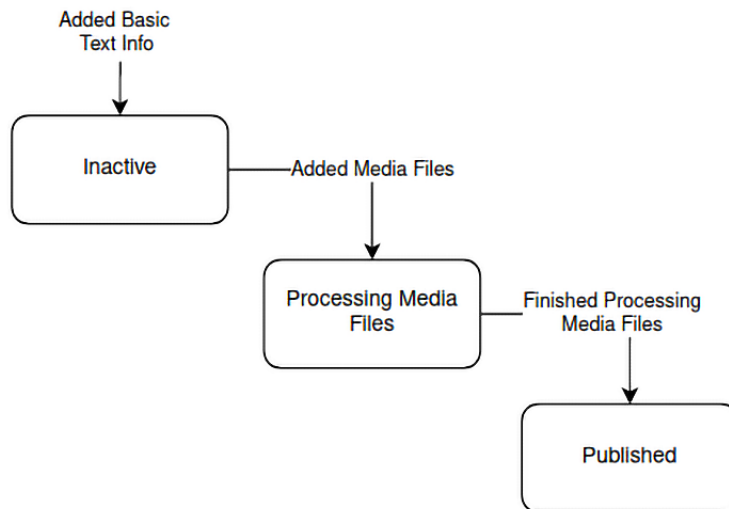 Added Basic
Text Info
Inactive
Added Media Files
Processing Media
Files
Finished Processing
Media Files
Published